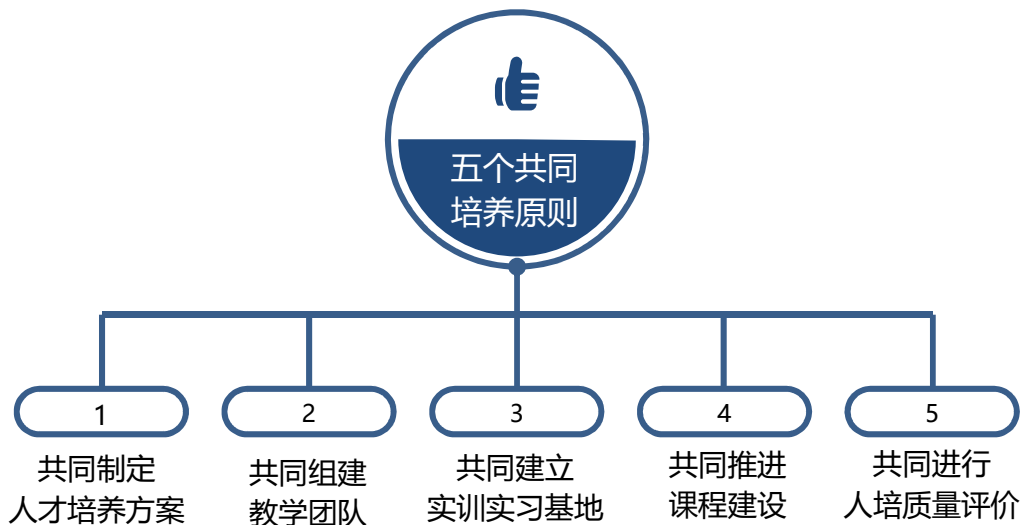 五个共同
培养原则
1
2
3
4
5
共同制定
人才培养方案
共同组建
教学团队
共同建立
实训实习基地
共同推进
课程建设
共同进行
人培质量评价